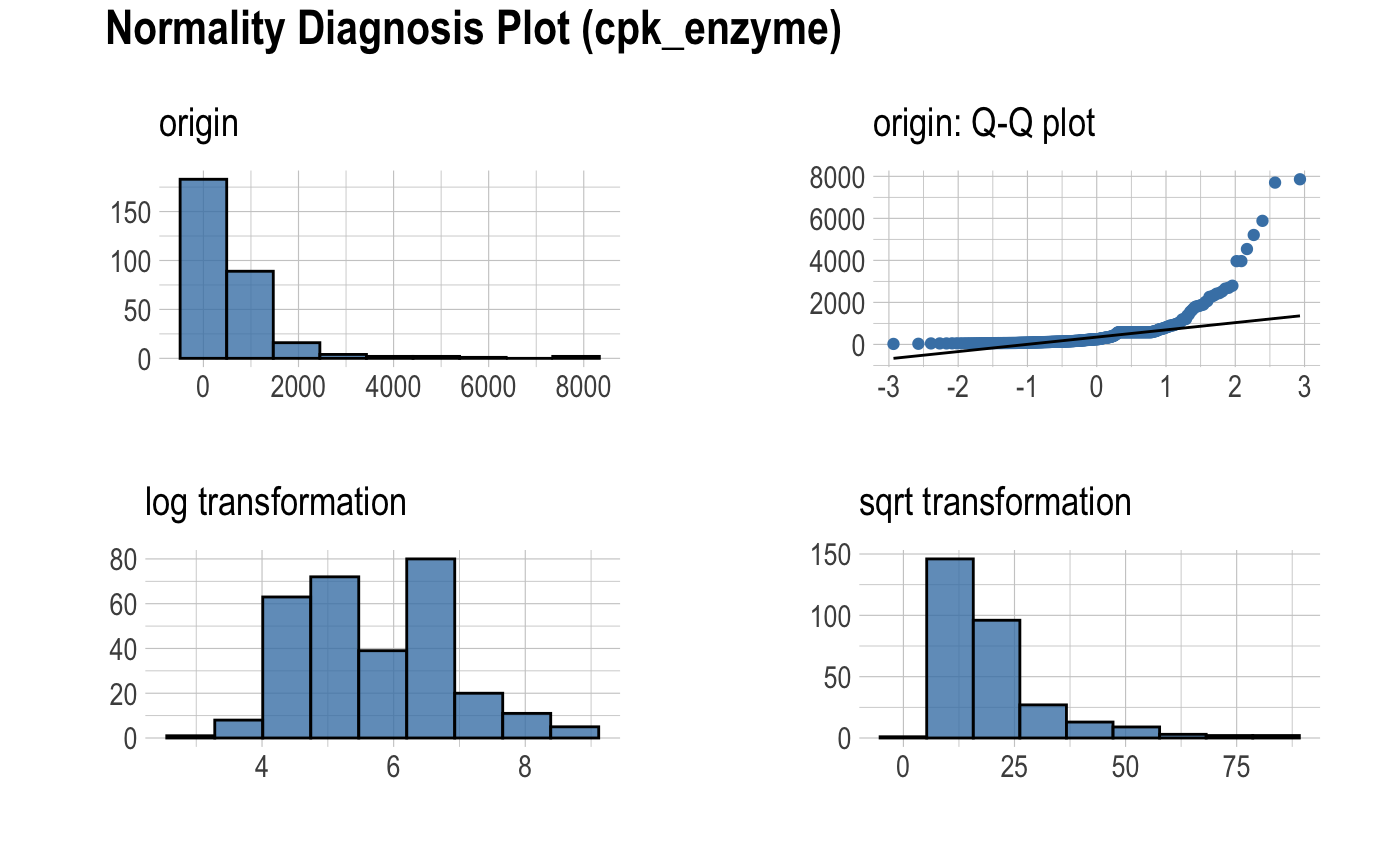 Normality Diagnosis Plot (cpk_enzyme)
origin
150
100
50
0
0 2000 4000 6000 8000
origin: Q-Q plot
8000
6000
4000
2000
0
-3 -2 -1 0 1 2 3
log transformation
80
60
40
20
0
4 6 8
sqrt transformation
150
100
50
0
0 25 50 75